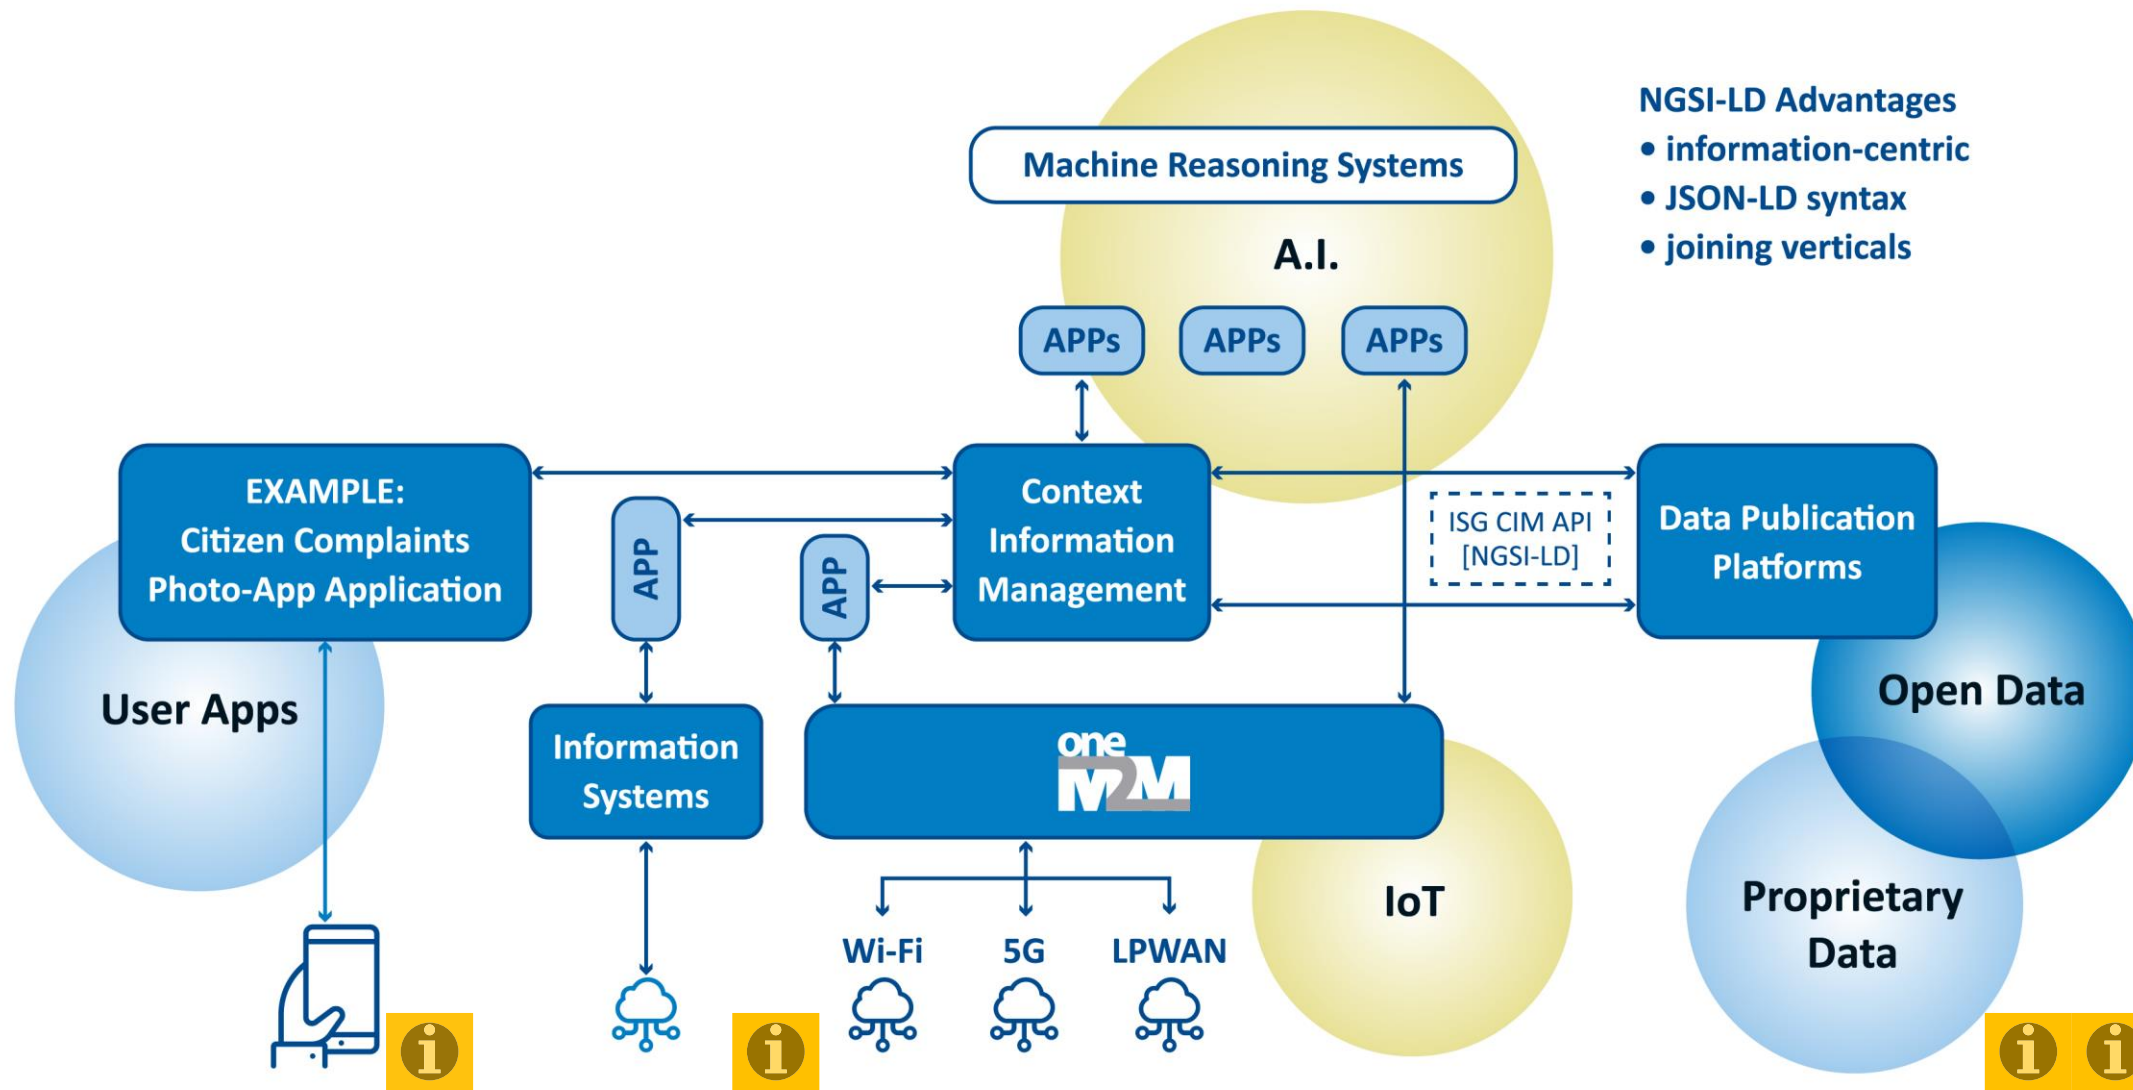 NGSI-LD Advantages
• information-centric
• JSON-LD syntax
• joining verticals
Machine Reasoning Systems
A.I.
APPs
APPs
APPs
EXAMPLE:
Citizen Complaints
Photo-App Application
APP
APP
Context
Information
Management
ISG CIM API
[NGSI-LD]
Data Publication
Platforms
User Apps
Information
Systems
one
M2M
Open Data
IoT
Proprietary
Data
Wi-Fi
5G
LPWAN
i
i
i
i